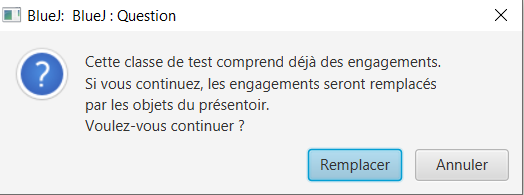 BlueJ: BlueJ : Question
Cette classe de test comprend déjà des engagements.
Si vous continuez, les engagements seront remplacés
par les objets du présentoir.
Voulez-vous continuer ?
Remplacer Annuler